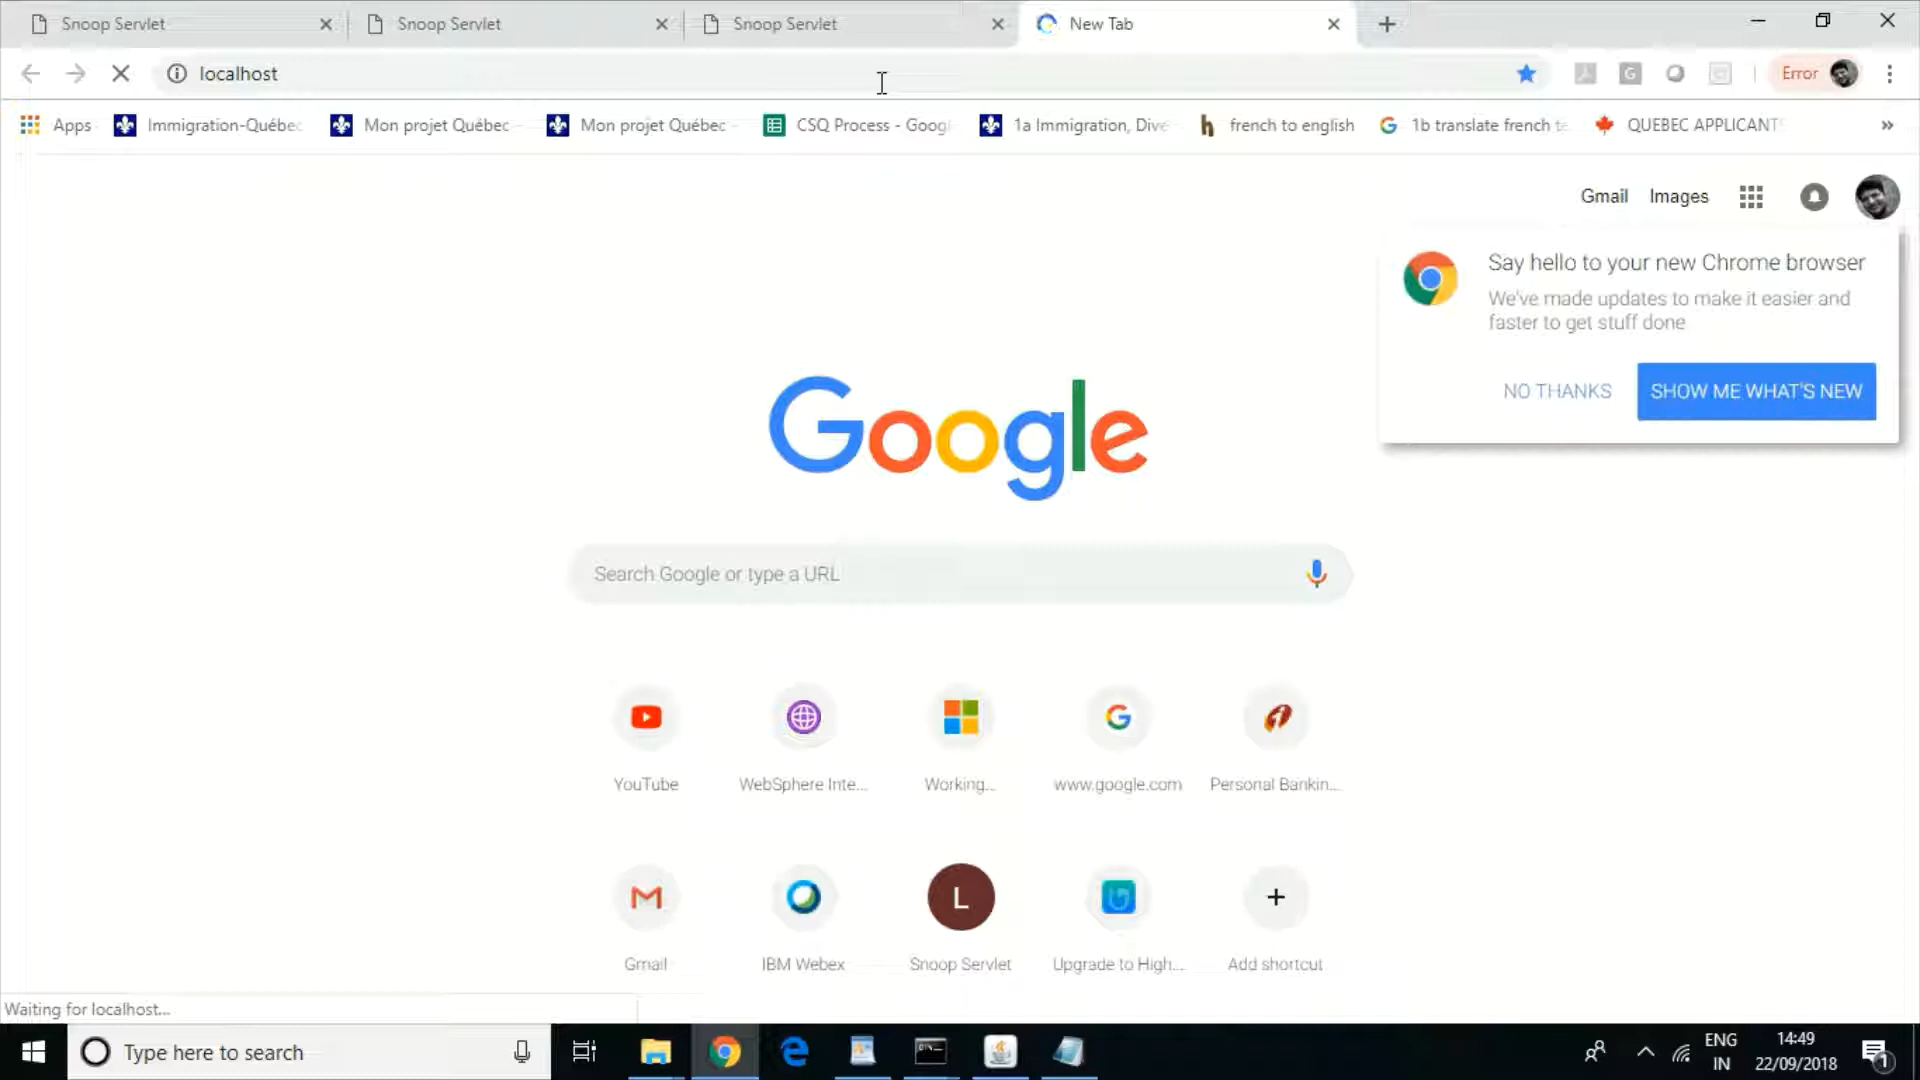 Snoop Servlet
Snoop Servlet
Snoop Servlet
New Tab
localhost
Error
Apps
Immigration-Québec
Mon projet Québec -
Mon projet Québec -
CSQ Process - Googl
1a Immigration, Dive
french to english
1b translate french te
QUEBEC APPLICANTS
»
Gmail
Images
Say hello to your new Chrome browser
We've made updates to make it easier and
faster to get stuff done
NO THANKS
SHOW ME WHAT'S NEW
Google
Search Google or type a URL
YouTube
WebSphere Inte...
Working...
www.google.com
Personal Bankin...
L
Gmail
IBM Webex
Snoop Servlet
Upgrade to High...
Add shortcut
Waiting for localhost...
Type here to search
ENG
IN
14:49
22/09/2018
1